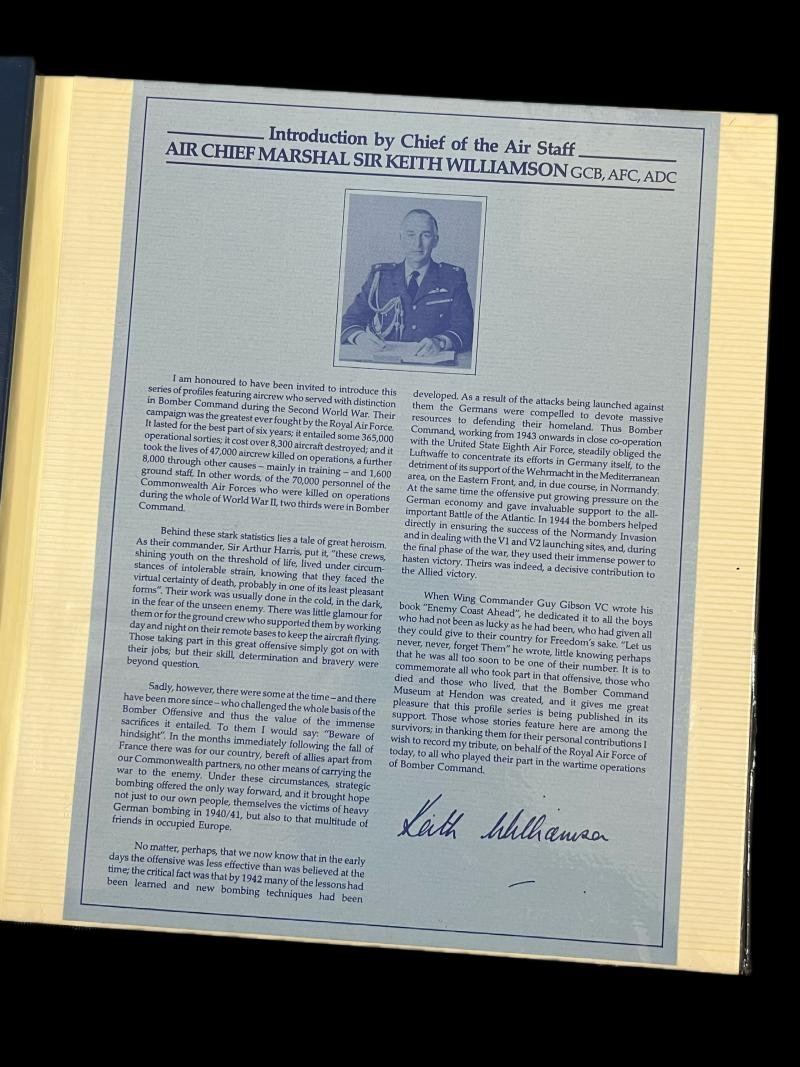 Introduction by Chief of the Air Staff
AIR CHIEF MARSHAL SIR KEITH WILLIAMSON GCB, AFC, ADC
I am honoured to have been invited to introduce this
series of profiles featuring aircrew who served with distinction
in Bomber Command during the Second World War. Their
campaign was the greatest ever fought by the Royal Air Force.
It lasted for the best part of six years; it entailed some 365,000
operational sorties; it cost over 8,300 aircraft destroyed; and it
took the lives of 47,000 aircrew killed on operations, a further
8,000 through other causes – mainly in training – and 1,600
ground staff. In other words, of the 70,000 personnel of the
Commonwealth Air Forces who were killed on operations
during the whole of World War II, two thirds were in Bomber
Command.
Behind these stark statistics lies a tale of great heroism.
As their commander, Sir Arthur Harris, put it, "these crews,
shining youth on the threshold of life, lived under circum-
stances of intolerable strain, knowing that they faced the
virtual certainty of death, probably in one of its least pleasant
forms". Their work was usually done in the cold, in the dark,
in the fear of the unseen enemy. There was little glamour for
them or for the ground crew who supported them by working
day and night on their remote bases to keep the aircraft flying.
Those taking part in this great offensive simply got on with
their jobs; but their skill, determination and bravery were
beyond question.
Sadly, however, there were some at the time – and there
have been more since – who challenged the whole basis of the
Bomber Offensive and thus the value of the immense
sacrifices it entailed. To them I would say: "Beware of
hindsight". In the months immediately following the fall of
France there was for our country, bereft of allies apart from
our Commonwealth partners, no other means of carrying the
war to the enemy. Under these circumstances, strategic
bombing offered the only way forward, and it brought hope
not just to our own people, themselves the victims of heavy
German bombing in 1940/41, but also to that multitude of
friends in occupied Europe.
No matter, perhaps, that we now know that in the early
days the offensive was less effective than was believed at the
time; the critical fact was that by 1942 many of the lessons had
been learned and new bombing techniques had been
developed. As a result of the attacks being launched against
them the Germans were compelled to devote massive
resources to defending their homeland. Thus Bomber
Command, working from 1943 onwards in close co-operation
with the United State Eighth Air Force, steadily obliged the
Luftwaffe to concentrate its efforts in Germany itself, to the
detriment of its support of the Wehrmacht in the Mediterranean
area, on the Eastern Front, and, in due course, in Normandy.
At the same time the offensive put growing pressure on the
German economy and gave invaluable support to the all-
important Battle of the Atlantic. In 1944 the bombers helped
directly in ensuring the success of the Normandy Invasion
and in dealing with the V1 and V2 launching sites, and, during
the final phase of the war, they used their immense power to
hasten victory. Theirs was indeed, a decisive contribution to
the Allied victory.
When Wing Commander Guy Gibson VC wrote his
book "Enemy Coast Ahead", he dedicated it to all the boys
who had not been as lucky as he had been, who had given all
they could give to their country for Freedom's sake. "Let us
never, never, forget Them" he wrote, little knowing perhaps
that he was all too soon to be one of their number. It is to
commemorate all who took part in that offensive, those who
died and those who lived, that the Bomber Command
Museum at Hendon was created, and it gives me great
pleasure that this profile series is being published in its
support. Those whose stories feature here are among the
survivors; in thanking them for their personal contributions I
wish to record my tribute, on behalf of the Royal Air Force of
today, to all who played their part in the wartime operations
of Bomber Command.
Keith Williamson